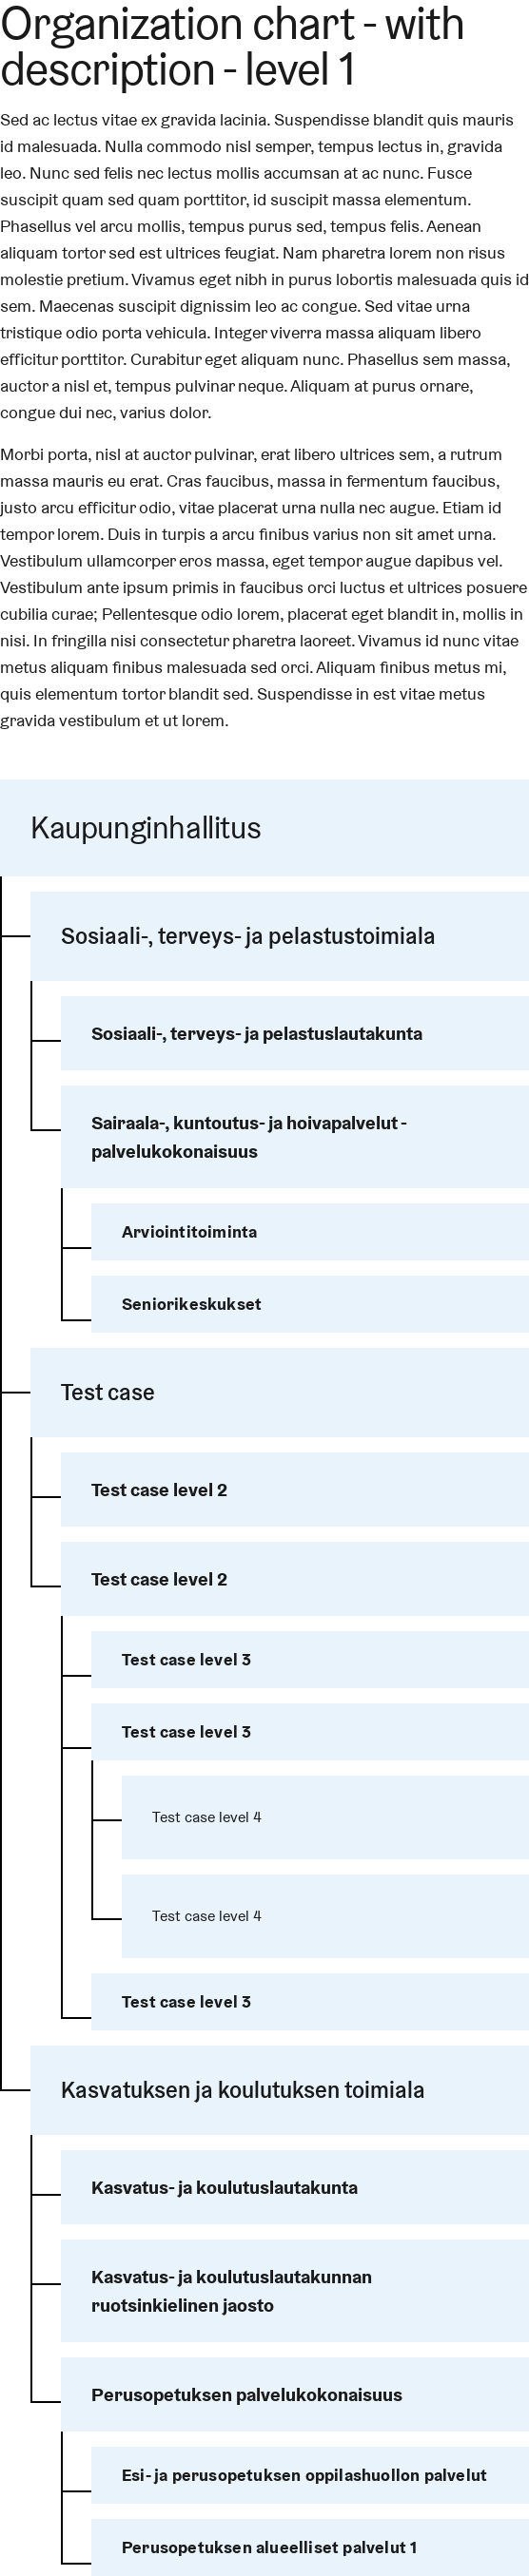 Organization chart - with
description - level 1
Sed ac lectus vitae ex gravida lacinia. Suspendisse blandit quis mauris
id malesuada. Nulla commodo nisl semper, tempus lectus in, gravida
leo. Nunc sed felis nec lectus mollis accumsan at ac nunc. Fusce
suscipit quam sed quam porttitor, id suscipit massa elementum.
Phasellus vel arcu mollis, tempus purus sed, tempus felis. Aenean
aliquam tortor sed est ultrices feugiat. Nam pharetra lorem non risus
molestie pretium. Vivamus eget nibh in purus lobortis malesuada quis id
sem. Maecenas suscipit dignissim leo ac congue. Sed vitae urna
tristique odio porta vehicula. Integer viverra massa aliquam libero
efficitur porttitor. Curabitur eget aliquam nunc. Phasellus sem massa,
auctor a nisl et, tempus pulvinar neque. Aliquam at purus ornare,
congue dui nec, varius dolor.
Morbi porta, nisl at auctor pulvinar, erat libero ultrices sem, a rutrum
massa mauris eu erat. Cras faucibus, massa in fermentum faucibus,
justo arcu efficitur odio, vitae placerat urna nulla nec augue. Etiam id
tempor lorem. Duis in turpis a arcu finibus varius non sit amet urna.
Vestibulum ullamcorper eros massa, eget tempor augue dapibus vel.
Vestibulum ante ipsum primis in faucibus orci luctus et ultrices posuere
cubilia curae; Pellentesque odio lorem, placerat eget blandit in, mollis in
nisi. In fringilla nisi consectetur pharetra laoreet. Vivamus id nunc vitae
metus aliquam finibus malesuada sed orci. Aliquam finibus metus mi,
quis elementum tortor blandit sed. Suspendisse in est vitae metus
gravida vestibulum et ut lorem.
Kaupunginhallitus
Sosiaali-, terveys- ja pelastustoimiala
Sosiaali-, terveys- ja pelastuslautakunta
Sairaala-, kuntoutus- ja hoivapalvelut -
palvelukokonaisuus
Arviointitoiminta
Seniorikeskukset
Test case
Test case level 2
Test case level 2
Test case level 3
Test case level 3
Test case level 4
Test case level 4
Test case level 3
Kasvatuksen ja koulutuksen toimiala
Kasvatus- ja koulutuslautakunta
Kasvatus- ja koulutuslautakunnan
ruotsinkielinen jaosto
Perusopetuksen palvelukokonaisuus
Esi- ja perusopetuksen oppilashuollon palvelut
Perusopetuksen alueelliset palvelut 1